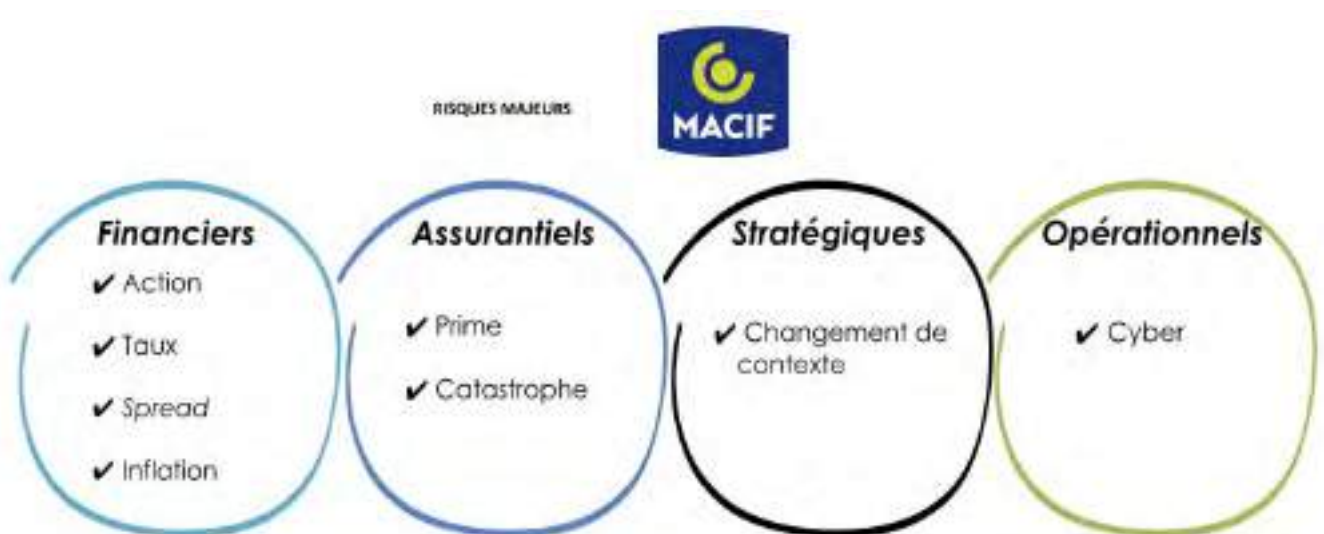 RISQUES MAJEURS
MACIF
Financiers
✔ Action
✔ Taux
✔ Spread
✔ Inflation
Assurantiels
✔ Prime
✔ Catastrophe
Stratégiques
✔ Changement de
contexte
Opérationnels
✔ Cyber